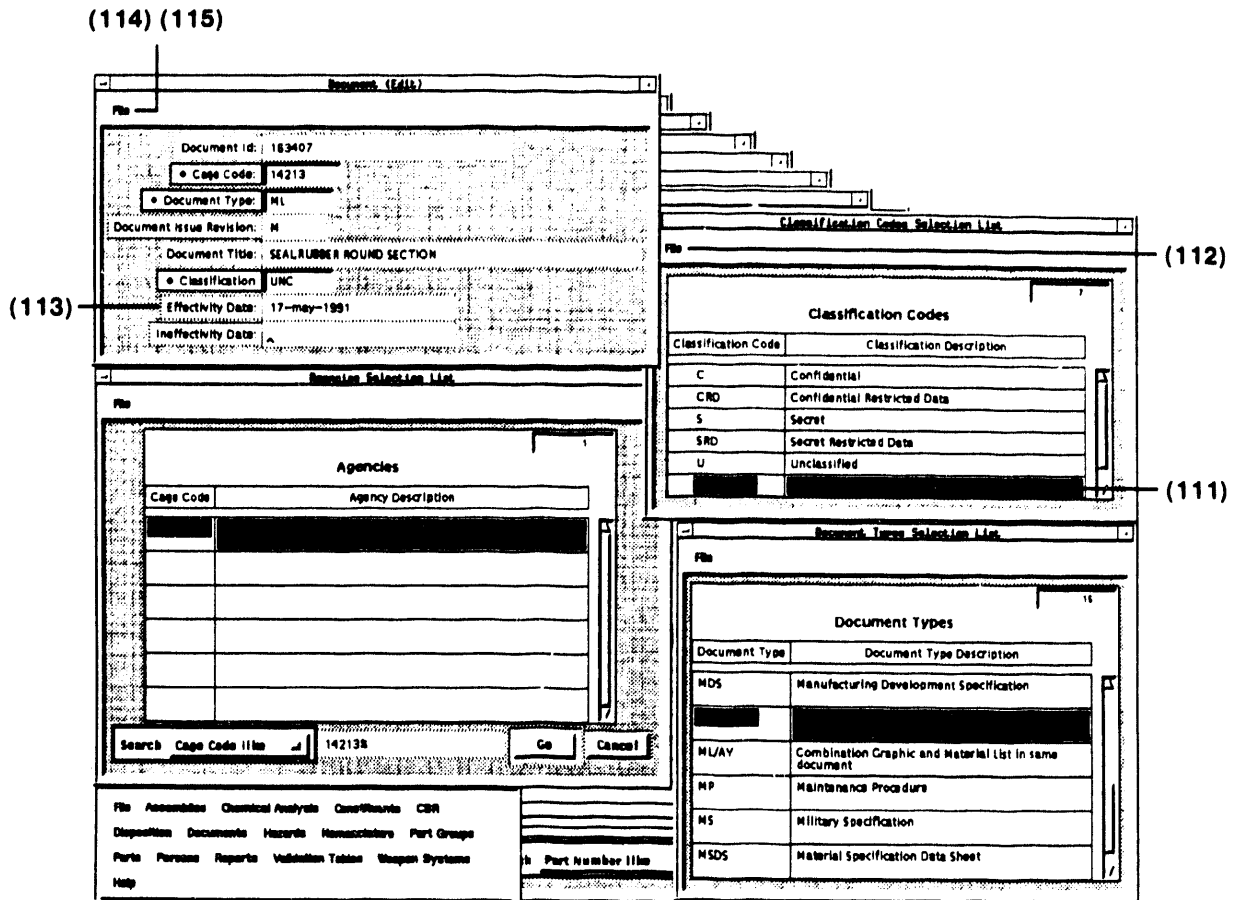 (114) (115)
Document (Edit)
File
Document Id: 163407
Cage Code: 14213
Document Type: ML
Document Issue Revision: M
Document Title: SEAL,RUBBER ROUND SECTION
Classification UNC
(113)
Effectivity Date: 17-may-1991
Ineffectivity Date:
Classification Codes Selection List
File
(112)
7
Classification Codes
Classification Code Classification Description
C Confidential
CRD Confidential Restricted Data
S Secret
SRD Secret Restricted Data
U Unclassified
(111)
Agencies Selection List
File
1
Agencies
Cage Code Agency Description
Search Cage Code like 14213% Go Cancel
Document Types Selection List
File
15
Document Types
Document Type Document Type Description
MDS Manufacturing Development Specification
ML/AY Combination Graphic and Material List in same
document
MP Maintenance Procedure
MS Military Specification
MSDS Material Specification Data Sheet
File Assemblies Chemical Analysis Constituents CBR
Disposition Documents Hazards Nomenclature Part Groups
Parts Persons Reports Validation Tables Weapon Systems
Help
h Part Number like